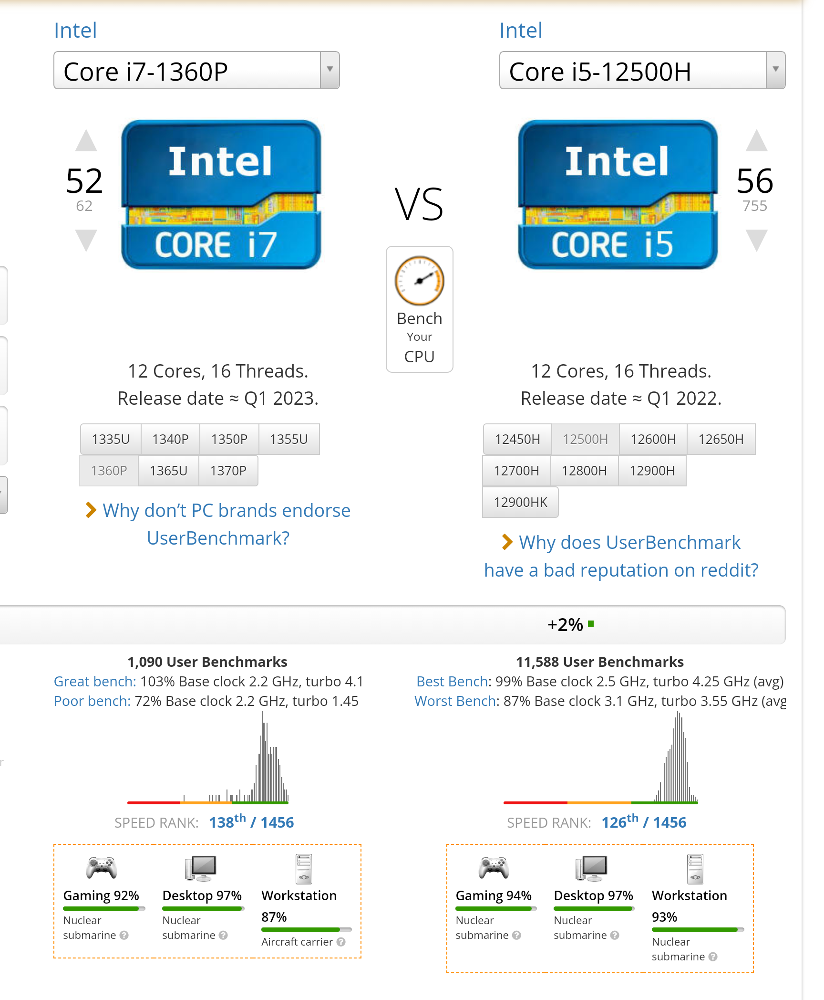 Intel
Core i7-1360P
Intel
Core i5-12500H
Intel
CORE i7
52
62
VS
Intel
CORE i5
56
755
Bench
Your
CPU
12 Cores, 16 Threads.
Release date ≈ Q1 2023.
1335U 1340P 1350P 1355U
1360P 1365U 1370P
Why don’t PC brands endorse
UserBenchmark?
12 Cores, 16 Threads.
Release date ≈ Q1 2022.
12450H 12500H 12600H 12650H
12700H 12800H 12900H
12900HK
Why does UserBenchmark
have a bad reputation on reddit?
+2%
1,090 User Benchmarks
Great bench: 103% Base clock 2.2 GHz, turbo 4.1
Poor bench: 72% Base clock 2.2 GHz, turbo 1.45
SPEED RANK: 138th / 1456
Gaming 92%
Nuclear
submarine ?
Desktop 97%
Nuclear
submarine ?
Workstation
87%
Aircraft carrier ?
11,588 User Benchmarks
Best Bench: 99% Base clock 2.5 GHz, turbo 4.25 GHz (avg)
Worst Bench: 87% Base clock 3.1 GHz, turbo 3.55 GHz (avg
SPEED RANK: 126th / 1456
Gaming 94%
Nuclear
submarine ?
Desktop 97%
Nuclear
submarine ?
Workstation
93%
Nuclear
submarine ?